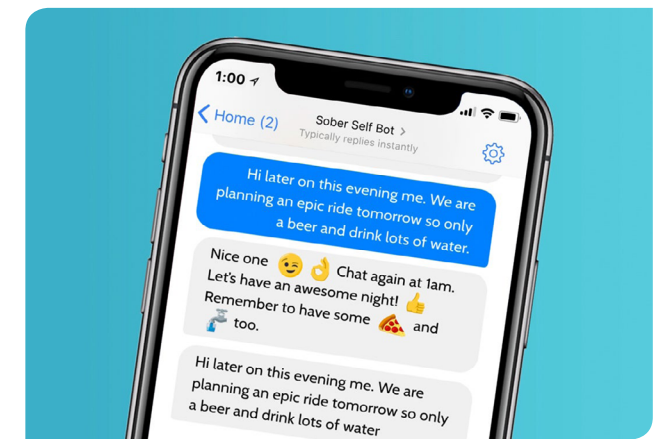 1:00
Home (2)
Sober Self Bot
Typically replies instantly
Hi later on this evening me. We are
planning an epic ride tomorrow so only
a beer and drink lots of water.
Nice one 😉 👌 Chat again at 1am.
Let's have an awesome night! 👍
Remember to have some 🍕 and
🚰 too.
Hi later on this evening me. We are
planning an epic ride tomorrow so only
a beer and drink lots of water